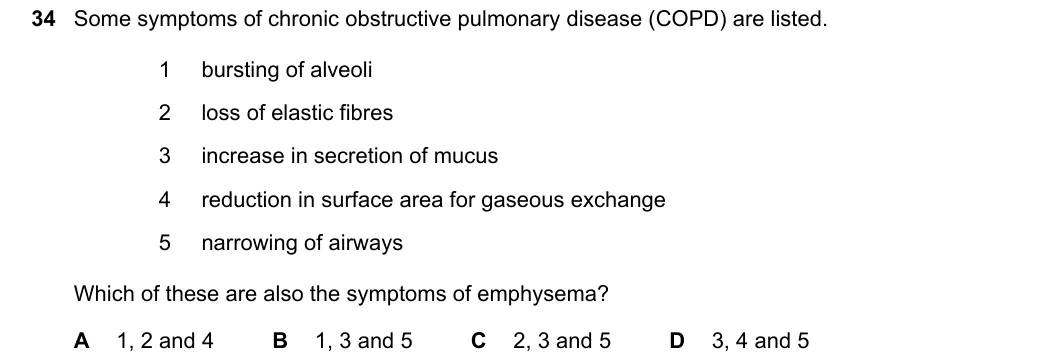 34 Some symptoms of chronic obstructive pulmonary disease (COPD) are listed.
1 bursting of alveoli
2 loss of elastic fibres
3 increase in secretion of mucus
4 reduction in surface area for gaseous exchange
5 narrowing of airways
Which of these are also the symptoms of emphysema?
A 1, 2 and 4 B 1, 3 and 5 C 2, 3 and 5 D 3, 4 and 5